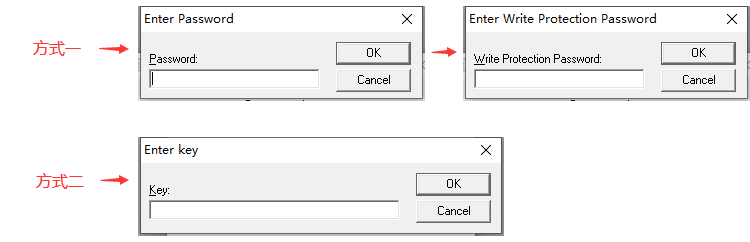 Enter Password
Enter Write Protection Password
方式一
Password:
OK
Cancel
Write Protection Password:
OK
Cancel
Enter key
方式二
Key:
OK
Cancel